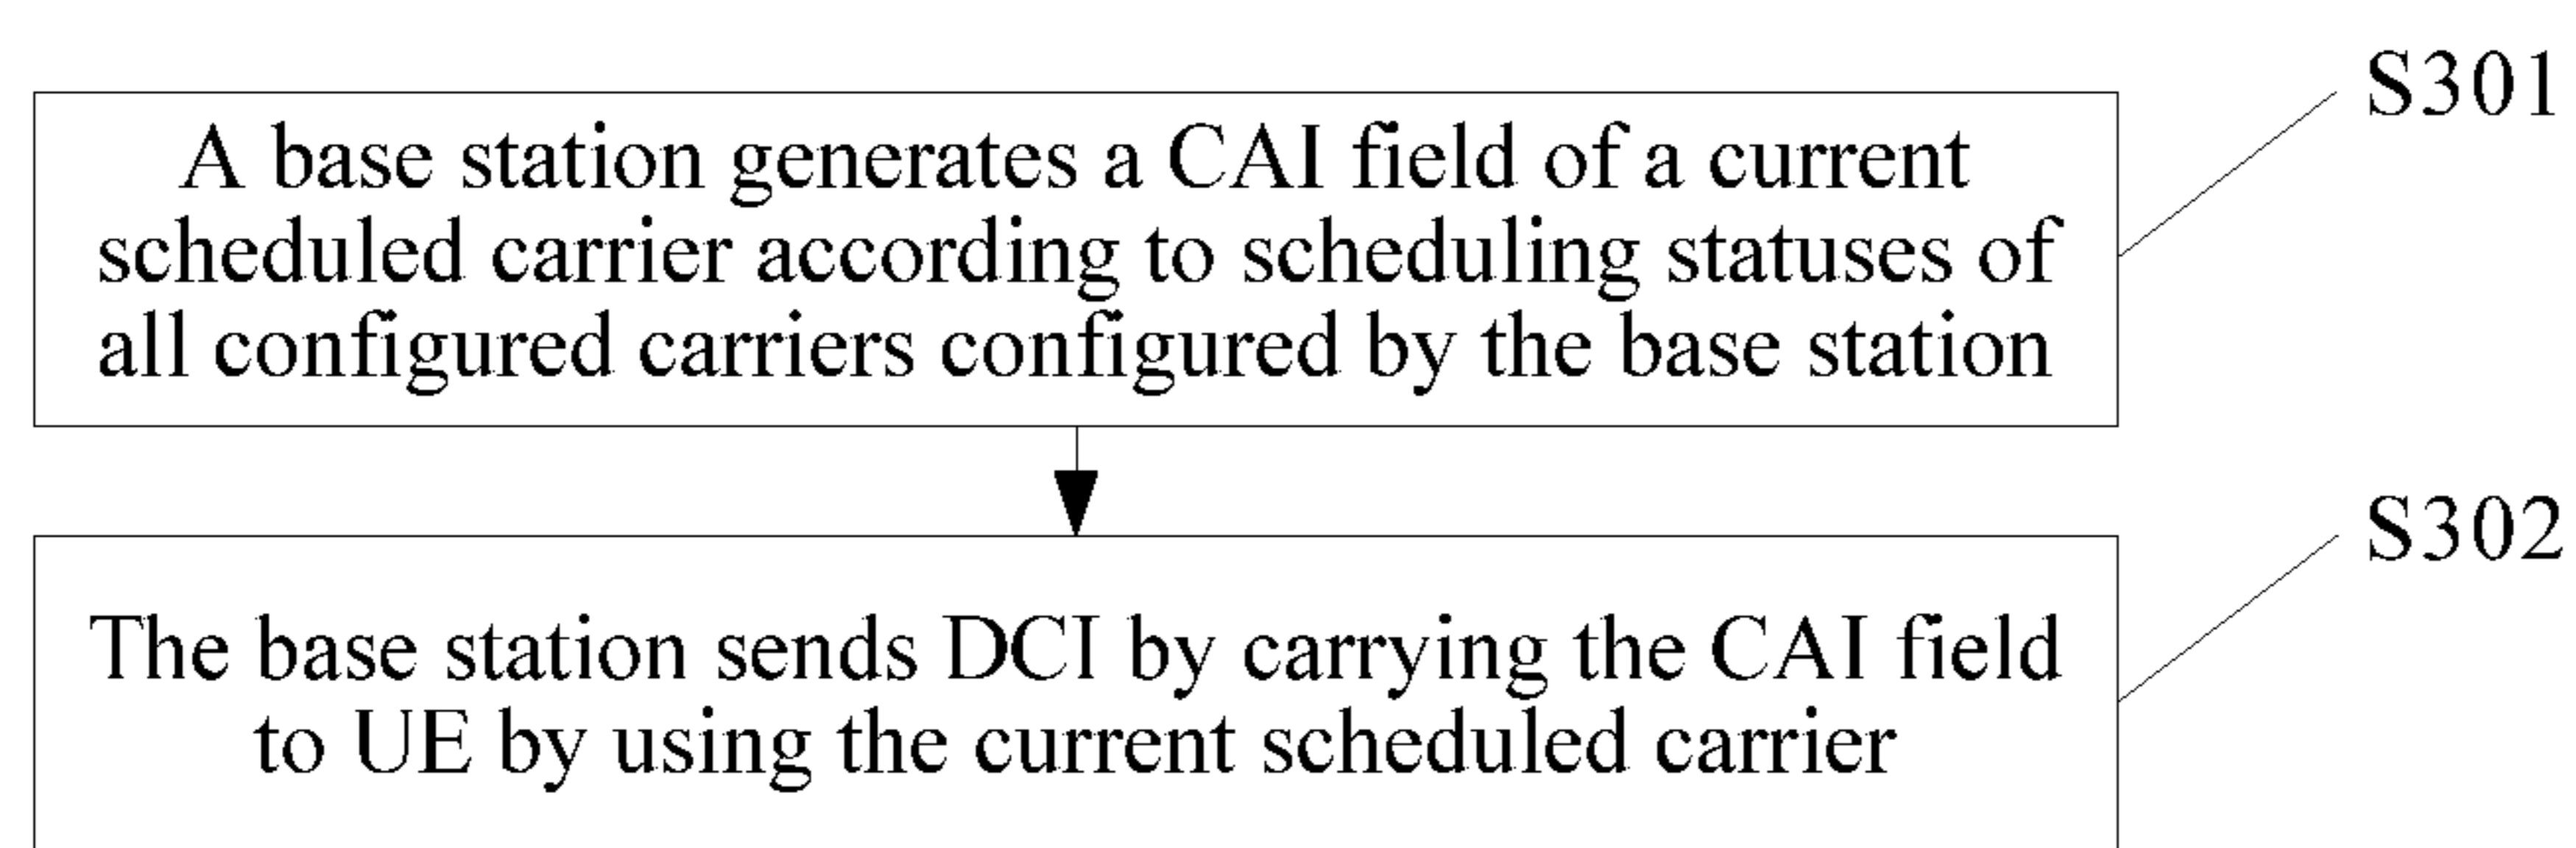 S301
A base station generates a CAI field of a current
scheduled carrier according to scheduling statuses of
all configured carriers configured by the base station
S302
The base station sends DCI by carrying the CAI field
to UE by using the current scheduled carrier